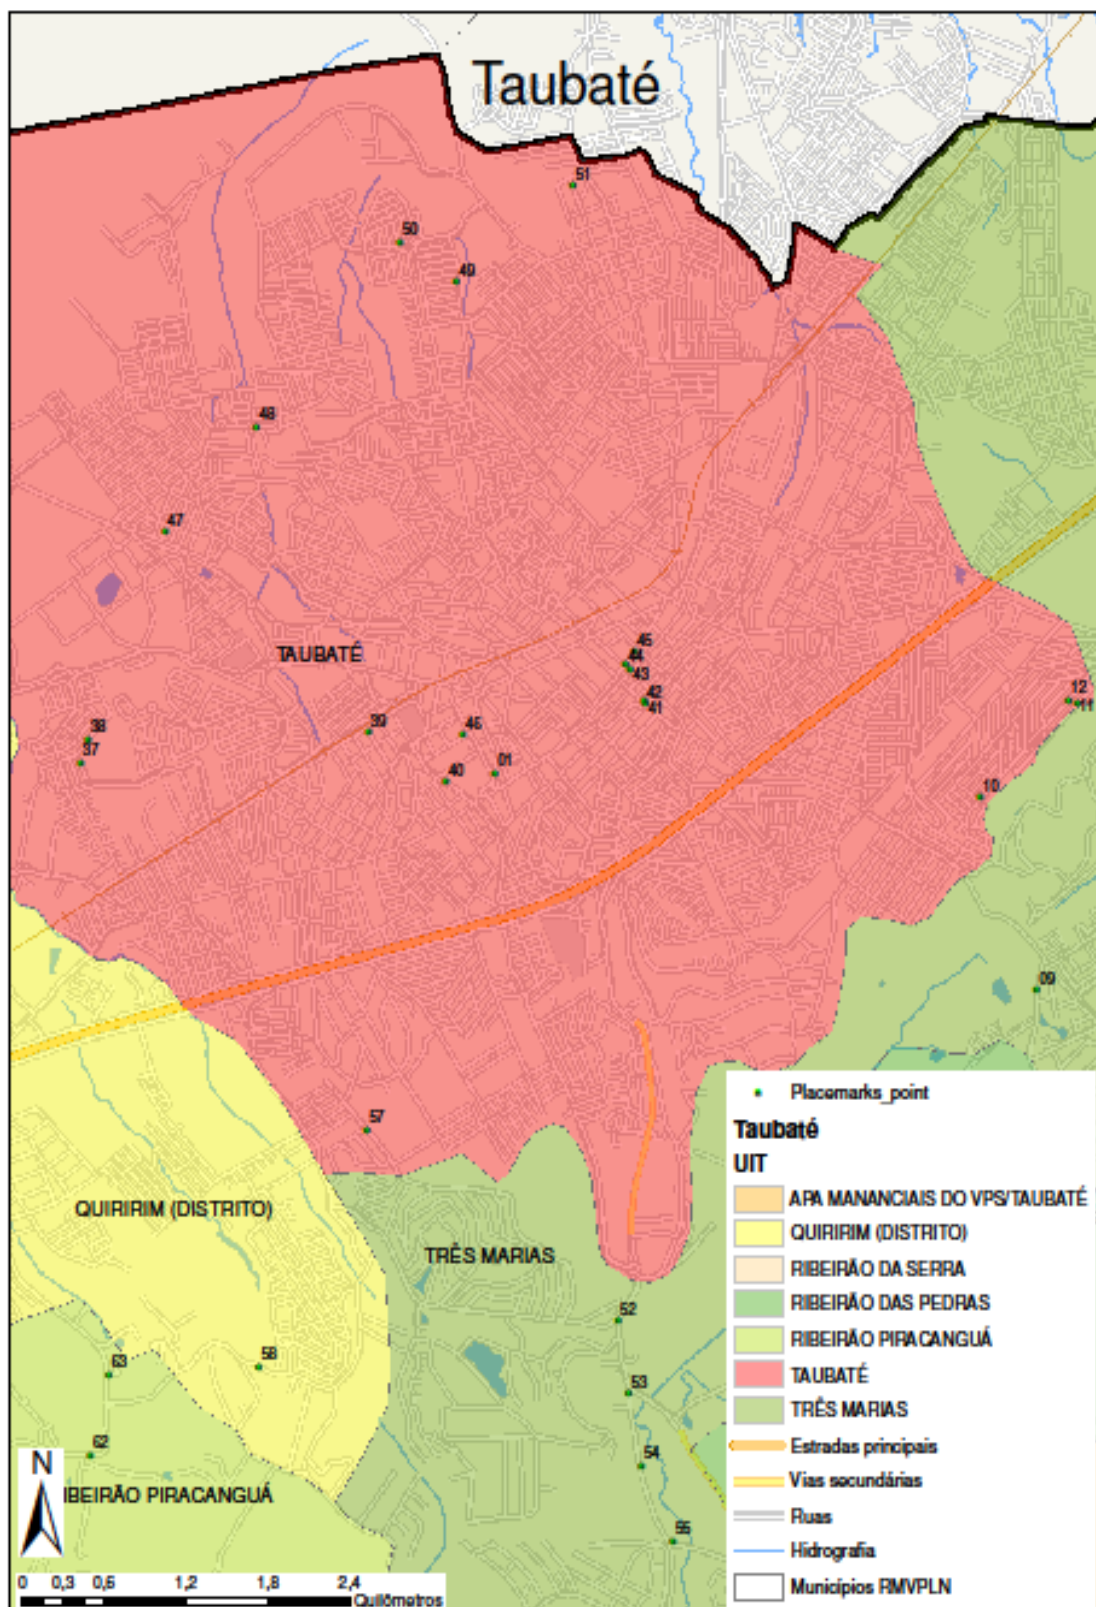 Taubaté
51
50
49
48
47
TAUBATÉ
45
44
43
42
41
12
11
38
37
39
46
40
01
10
09
57
QUIRIRIM (DISTRITO)
TRÊS MARIAS
52
63
58
53
62
54
IBEIRÃO PIRACANGUÁ
55
N
0 0,3 0,6 1,2 1,8 2,4
Quilômetros
Placemarks_point
Taubaté
UIT
APA MANANCIAIS DO VPS/TAUBATÉ
QUIRIRIM (DISTRITO)
RIBEIRÃO DA SERRA
RIBEIRÃO DAS PEDRAS
RIBEIRÃO PIRACANGUÁ
TAUBATÉ
TRÊS MARIAS
Estradas principais
Vias secundárias
Ruas
Hidrografia
Municípios RMVPLN